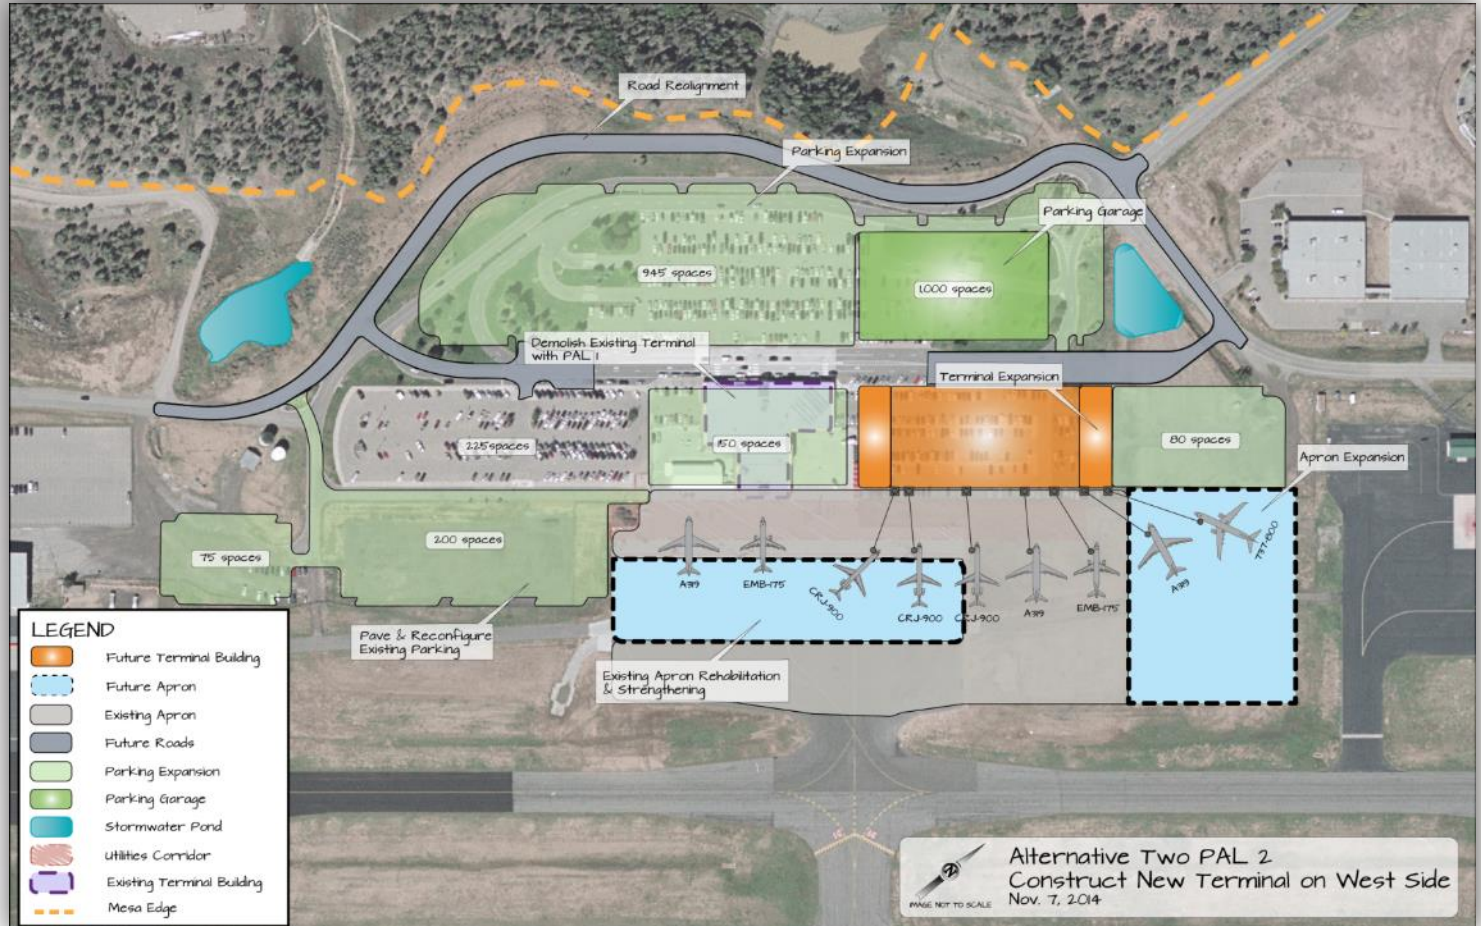 Road Realignment
Parking Expansion
Parking Garage
945 spaces
1,000 spaces
Demolish Existing Terminal
with PAL 1
Terminal Expansion
225 spaces
150 spaces
80 spaces
Apron Expansion
75 spaces
200 spaces
A319
EMB-175
CRJ-900
CRJ-900
CRJ-900
A319
EMB-175
A319
737-800
Pave & Reconfigure
Existing Parking
Existing Apron Rehabilitation
& Strengthening
LEGEND
Future Terminal Building
Future Apron
Existing Apron
Future Roads
Parking Expansion
Parking Garage
Stormwater Pond
Utilities Corridor
Existing Terminal Building
Mesa Edge
N
IMAGE NOT TO SCALE
Alternative Two PAL 2
Construct New Terminal on West Side
Nov. 7, 2014